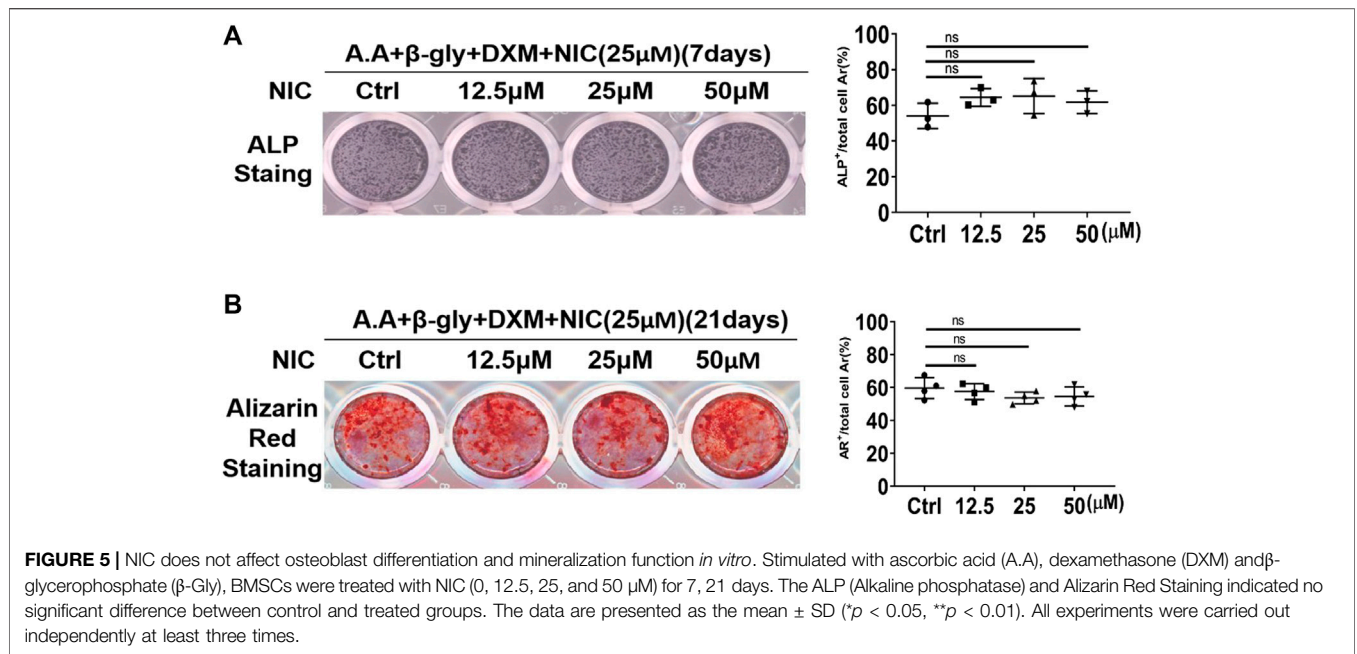 A
A.A+β-gly+DXM+NIC(25μM)(7days)
NIC Ctrl 12.5μM 25μM 50μM
ALP
Staing
ALP+/total cell Ar(%)
100
80
60
40
20
0
ns
ns
ns
Ctrl 12.5 25 50 (μM)
B
A.A+β-gly+DXM+NIC(25μM)(21days)
NIC Ctrl 12.5μM 25μM 50μM
Alizarin
Red
Staining
AR+/total cell Ar(%)
100
80
60
40
20
0
ns
ns
ns
Ctrl 12.5 25 50(μM)
FIGURE 5 | NIC does not affect osteoblast differentiation and mineralization function in vitro. Stimulated with ascorbic acid (A.A), dexamethasone (DXM) andβ-
glycerophosphate (β-Gly), BMSCs were treated with NIC (0, 12.5, 25, and 50 μM) for 7, 21 days. The ALP (Alkaline phosphatase) and Alizarin Red Staining indicated no
significant difference between control and treated groups. The data are presented as the mean ± SD (*p < 0.05, **p < 0.01). All experiments were carried out
independently at least three times.